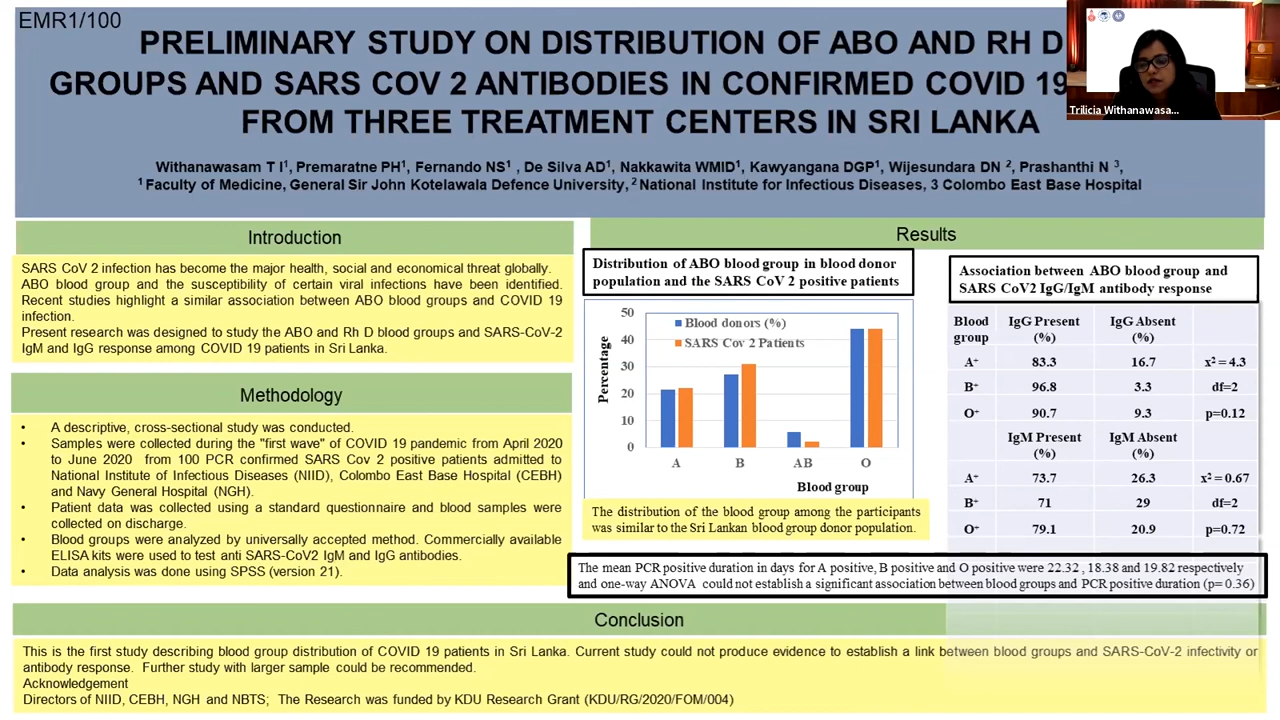 EMR1/100
PRELIMINARY STUDY ON DISTRIBUTION OF ABO AND RH D
GROUPS AND SARS COV 2 ANTIBODIES IN CONFIRMED COVID 19
FROM THREE TREATMENT CENTERS IN SRI LANKA
Trilicia Withanawasa...
Withanawasam T I1, Premaratne PH1, Fernando NS1 , De Silva AD1, Nakkawita WMID1, Kawyangana DGP1, Wijesundara DN 2, Prashanthi N 3,
1 Faculty of Medicine, General Sir John Kotelawala Defence University, 2 National Institute for Infectious Diseases, 3 Colombo East Base Hospital
Introduction
SARS CoV 2 infection has become the major health, social and economical threat globally.
ABO blood group and the susceptibility of certain viral infections have been identified.
Recent studies highlight a similar association between ABO blood groups and COVID 19
infection.
Present research was designed to study the ABO and Rh D blood groups and SARS-CoV-2
IgM and IgG response among COVID 19 patients in Sri Lanka.
Methodology
• A descriptive, cross-sectional study was conducted.
• Samples were collected during the "first wave" of COVID 19 pandemic from April 2020
to June 2020 from 100 PCR confirmed SARS Cov 2 positive patients admitted to
National Institute of Infectious Diseases (NIID), Colombo East Base Hospital (CEBH)
and Navy General Hospital (NGH).
• Patient data was collected using a standard questionnaire and blood samples were
collected on discharge.
• Blood groups were analyzed by universally accepted method. Commercially available
ELISA kits were used to test anti SARS-CoV2 IgM and IgG antibodies.
• Data analysis was done using SPSS (version 21).
Results
Distribution of ABO blood group in blood donor
population and the SARS CoV 2 positive patients
50
40
30
20
10
0
Percentage
Blood donors (%)
SARS Cov 2 Patients
A B AB O
Blood group
The distribution of the blood group among the participants
was similar to the Sri Lankan blood group donor population.
Association between ABO blood group and
SARS CoV2 IgG/IgM antibody response
Blood group IgG Present (%) IgG Absent (%)
A+ 83.3 16.7 x2 = 4.3
B+ 96.8 3.3 df=2
O+ 90.7 9.3 p=0.12
IgM Present (%) IgM Absent (%)
A+ 73.7 26.3 x2 = 0.67
B+ 71 29 df=2
O+ 79.1 20.9 p=0.72
The mean PCR positive duration in days for A positive, B positive and O positive were 22.32 , 18.38 and 19.82 respectively
and one-way ANOVA could not establish a significant association between blood groups and PCR positive duration (p= 0.36)
Conclusion
This is the first study describing blood group distribution of COVID 19 patients in Sri Lanka. Current study could not produce evidence to establish a link between blood groups and SARS-CoV-2 infectivity or
antibody response. Further study with larger sample could be recommended.
Acknowledgement
Directors of NIID, CEBH, NGH and NBTS; The Research was funded by KDU Research Grant (KDU/RG/2020/FOM/004)